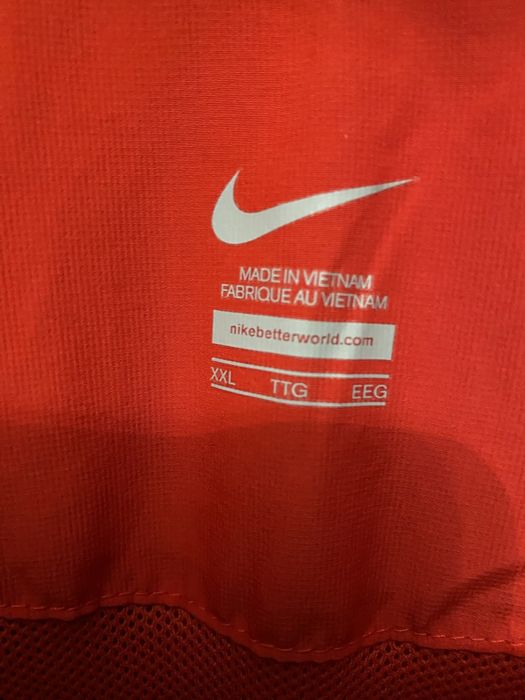 MADE IN VIETNAM
FABRIQUE AU VIETNAM
nikebetterworld.com
XXL TTG EEG